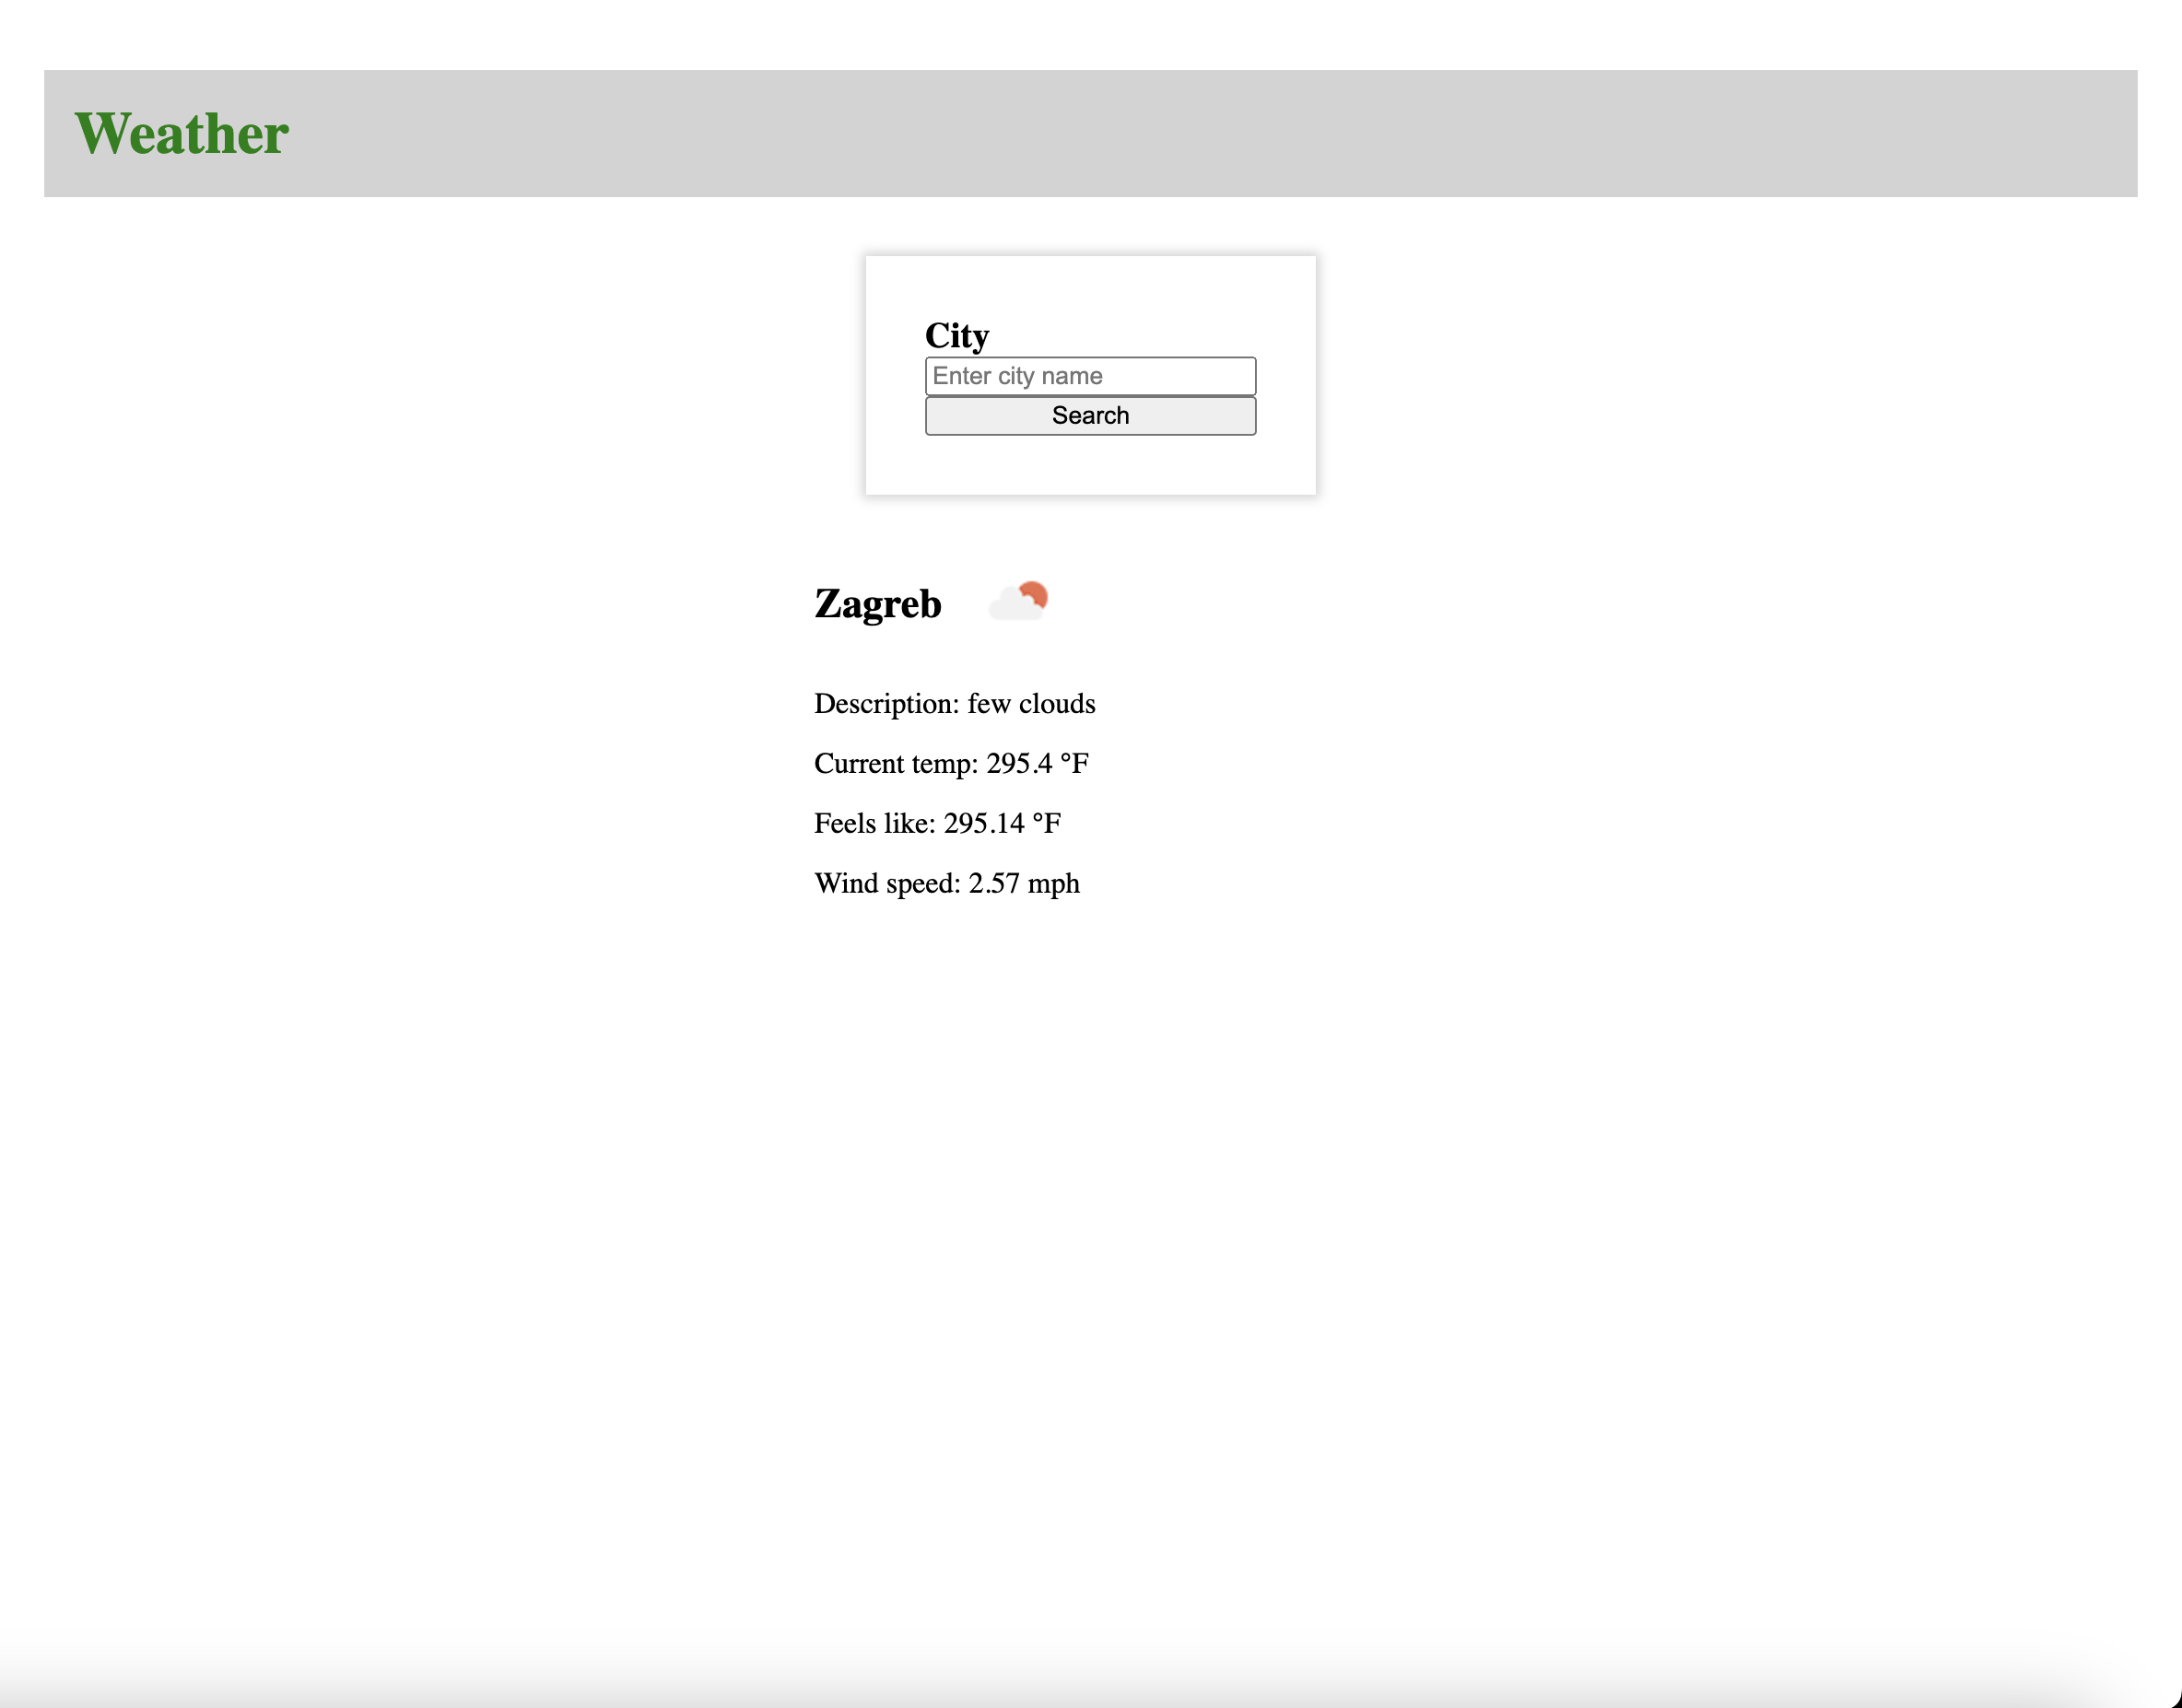 Weather
City
Enter city name
Search
Zagreb
Description: few clouds
Current temp: 295.4 °F
Feels like: 295.14 °F
Wind speed: 2.57 mph